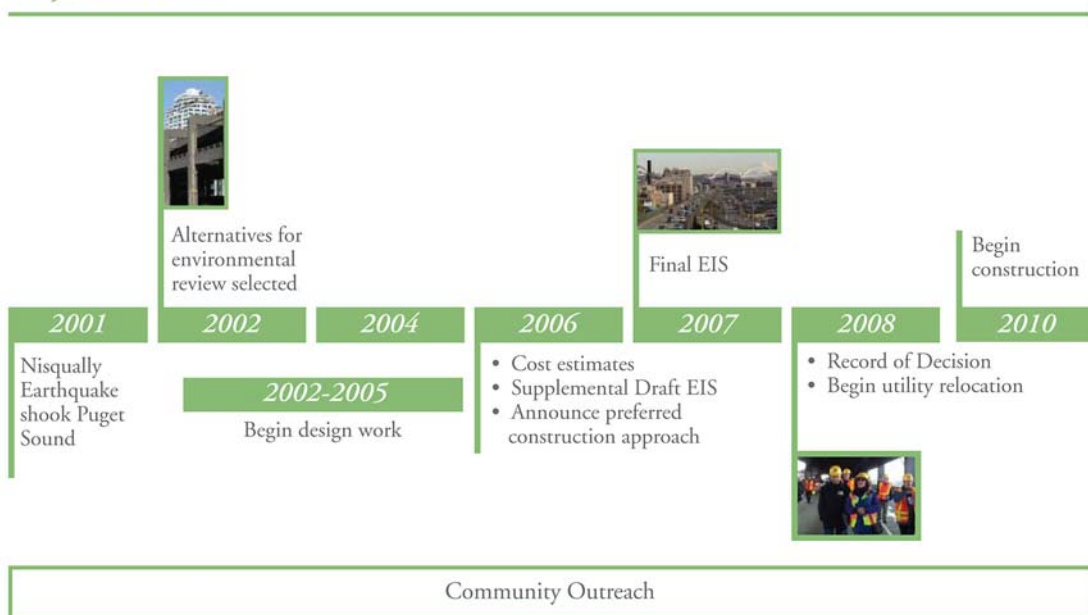 Alternatives for
environmental
review selected
Final EIS
Begin
construction
2001
2002
2004
2006
2007
2008
2010
Nisqually
Earthquake
shook Puget
Sound
2002-2005
Begin design work
• Cost estimates
• Supplemental Draft EIS
• Announce preferred
construction approach
• Record of Decision
• Begin utility relocation
Community Outreach